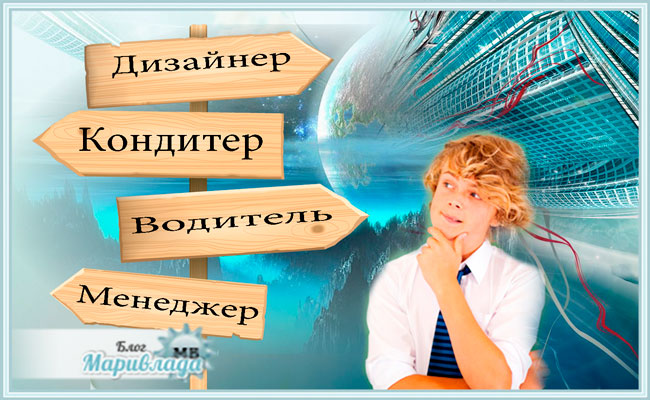 Дизайнер
Кондитер
Водитель
Менеджер
Блог
МВ
Маривлада